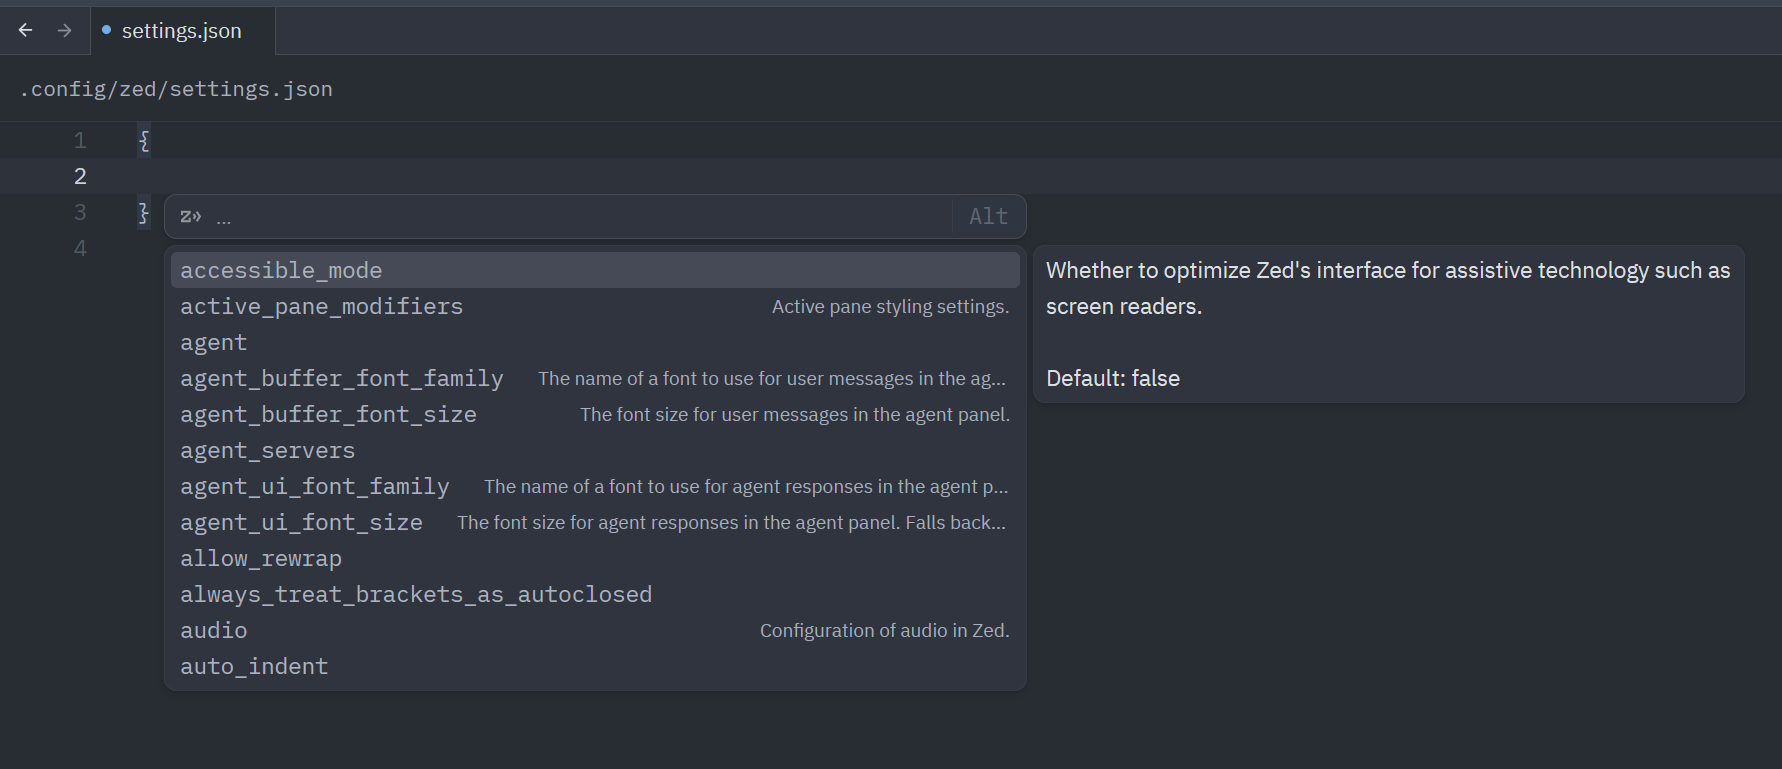 settings.json
.config/zed/settings.json
1 {
2
3 }
4
... Alt
accessible_mode
active_pane_modifiers Active pane styling settings.
agent
agent_buffer_font_family The name of a font to use for user messages in the ag...
agent_buffer_font_size The font size for user messages in the agent panel.
agent_servers
agent_ui_font_family The name of a font to use for agent responses in the agent p...
agent_ui_font_size The font size for agent responses in the agent panel. Falls back...
allow_rewrap
always_treat_brackets_as_autoclosed
audio Configuration of audio in Zed.
auto_indent
Whether to optimize Zed's interface for assistive technology such as
screen readers.
Default: false